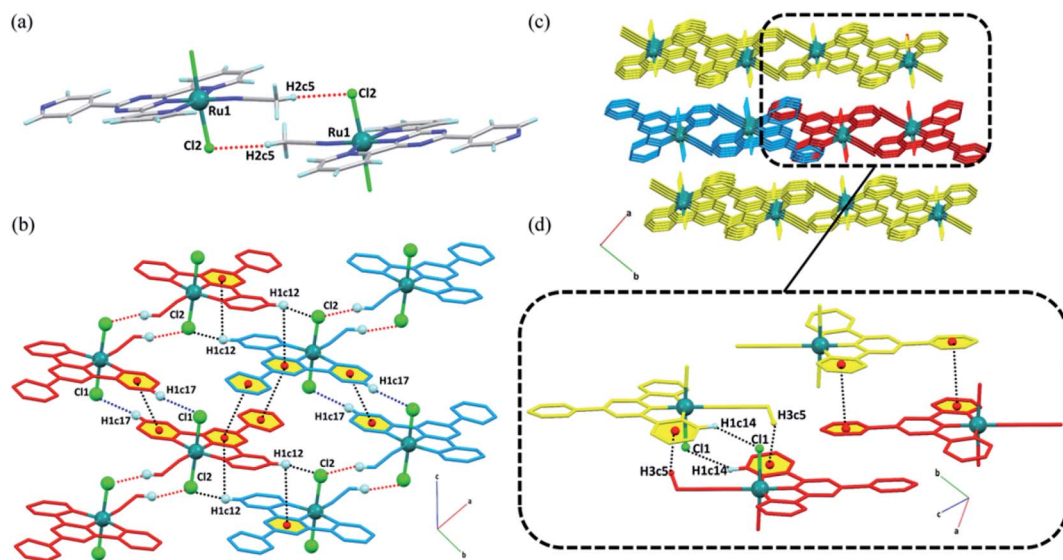 (a)
H2c5
Cl2
Ru1
Ru1
Cl2
H2c5
(b)
H1c12
Cl2
Cl2
H1c12
H1c17
Cl1
H1c17
Cl1
H1c17
H1c12
Cl2
Cl2
H1c12
c
a
b
(c)
a
b
(d)
H1c14
H3c5
Cl1
Cl1
H3c5
H1c14
b
c
a